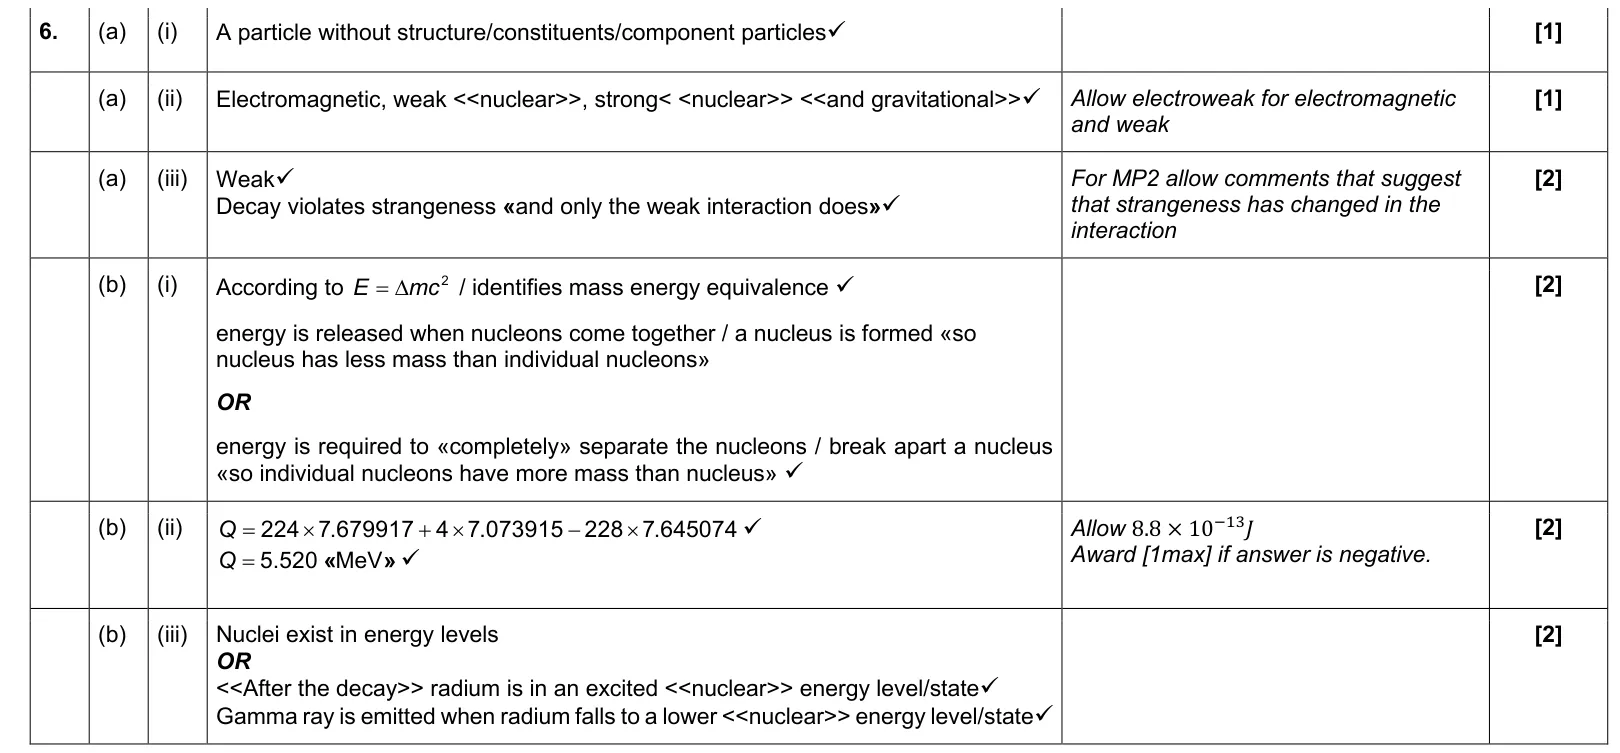 6. (a) (i) A particle without structure/constituents/component particles✓ [1]
(a) (ii) Electromagnetic, weak <<nuclear>>, strong< <nuclear>> <<and gravitational>>✓ Allow electroweak for electromagnetic [1]
and weak
(a) (iii) Weak✓ For MP2 allow comments that suggest [2]
Decay violates strangeness «and only the weak interaction does»✓ that strangeness has changed in the
interaction
(b) (i) According to E = Δmc² / identifies mass energy equivalence ✓ [2]
energy is released when nucleons come together / a nucleus is formed «so
nucleus has less mass than individual nucleons»
OR
energy is required to «completely» separate the nucleons / break apart a nucleus
«so individual nucleons have more mass than nucleus» ✓
(b) (ii) Q = 224×7.679917+4×7.073915−228×7.645074 ✓ Allow 8.8 × 10⁻¹³J [2]
Q = 5.520 «MeV» ✓ Award [1max] if answer is negative.
(b) (iii) Nuclei exist in energy levels [2]
OR
<<After the decay>> radium is in an excited <<nuclear>> energy level/state✓
Gamma ray is emitted when radium falls to a lower <<nuclear>> energy level/state✓